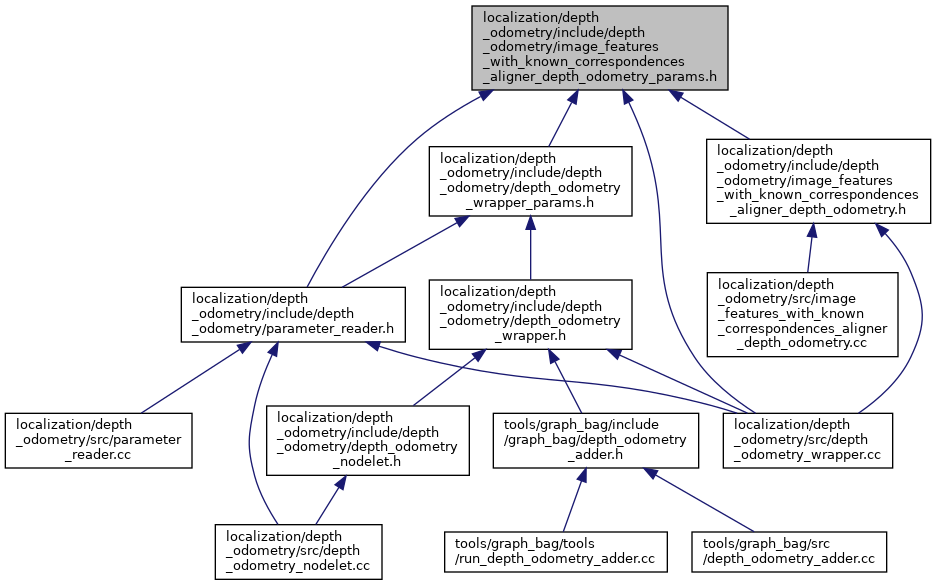 localization/depth
_odometry/include/depth
_odometry/image_features
_with_known_correspondences
_aligner_depth_odometry_params.h
localization/depth
_odometry/include/depth
_odometry/depth_odometry
_wrapper_params.h
localization/depth
_odometry/include/depth
_odometry/image_features
_with_known_correspondences
_aligner_depth_odometry.h
localization/depth
_odometry/include/depth
_odometry/parameter_reader.h
localization/depth
_odometry/include/depth
_odometry/depth_odometry
_wrapper.h
localization/depth
_odometry/src/image
_features_with_known
_correspondences_aligner
_depth_odometry.cc
localization/depth
_odometry/src/parameter
_reader.cc
localization/depth
_odometry/include/depth
_odometry/depth_odometry
_nodelet.h
tools/graph_bag/include
/graph_bag/depth_odometry
_adder.h
localization/depth
_odometry/src/depth
_odometry_wrapper.cc
localization/depth
_odometry/src/depth
_odometry_nodelet.cc
tools/graph_bag/tools
/run_depth_odometry_adder.cc
tools/graph_bag/src
/depth_odometry_adder.cc